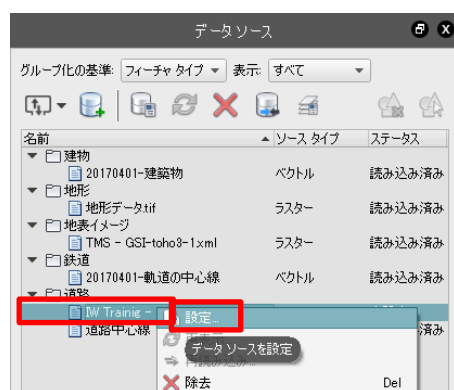 データソース
グループ化の基準: フィーチャ タイプ 表示: すべて
名前 ソース タイプ ステータス
建物
20170401-建築物 ベクトル 読み込み済み
地形
地形データ.tif ラスター 読み込み済み
地表イメージ
TMS - GSI-toho3-1.xml ラスター 読み込み済み
鉄道
20170401-軌道の中心線 ベクトル 読み込み済み
道路
IW Trainig - 設定...
道路中心線 済み
データ ソースを設定
除去 Del